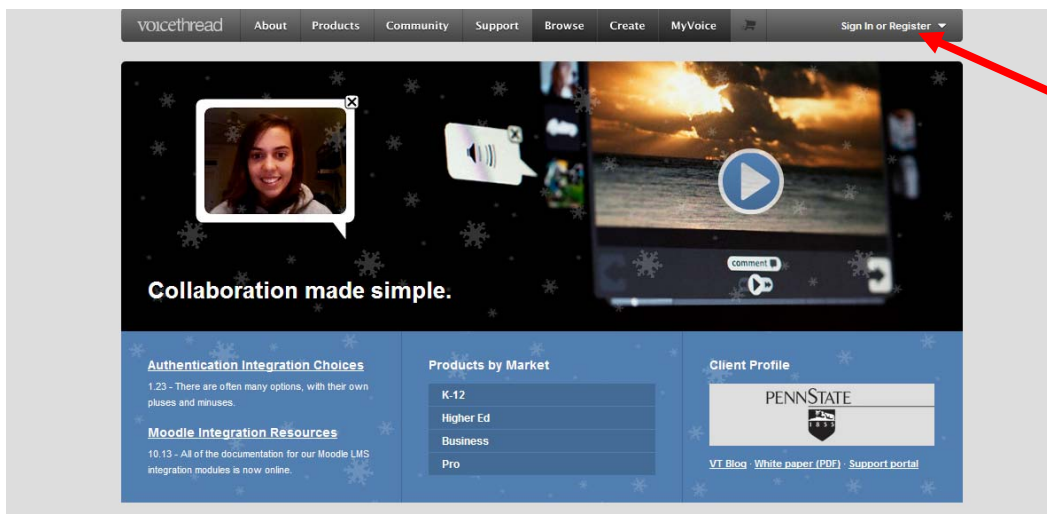 voicethread About Products Community Support Browse Create MyVoice Sign In or Register
comment
Collaboration made simple.
Authentication Integration Choices
1.23 - There are often many options, with their own
pluses and minuses.
Moodle Integration Resources
10.13 - All of the documentation for our Moodle LMS
integration modules is now online.
Products by Market
K-12
Higher Ed
Business
Pro
Client Profile
PENNSTATE
1855
VT Blog · White paper (PDF) · Support portal